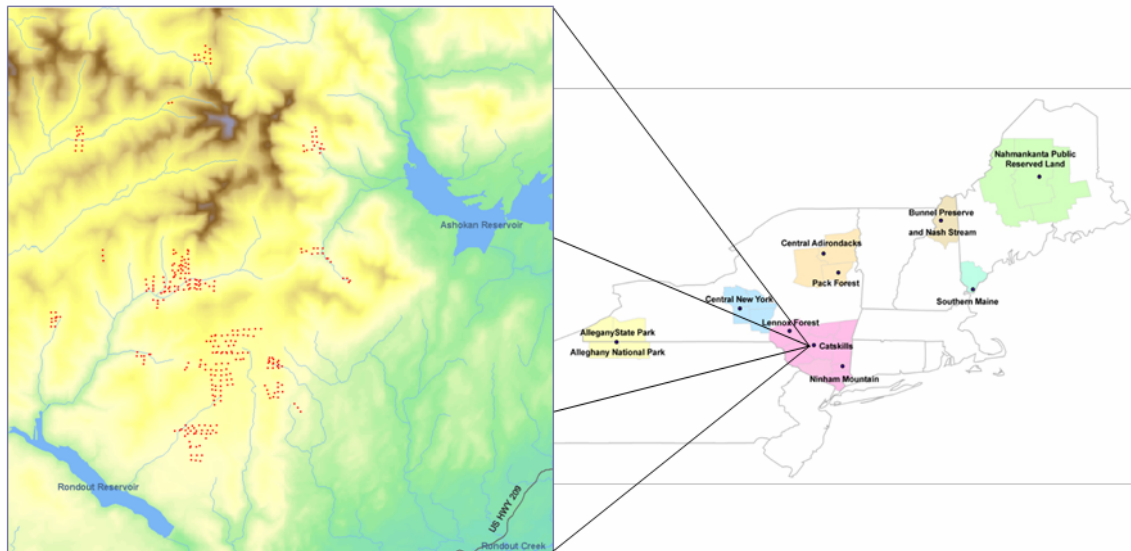 Ashokan Reservoir
Rondout Reservoir
US HWY 209
Rondout Creek
Nahmankanta Public
Reserved Land
Bunnel Preserve
and Nash Stream
Central Adirondacks
Pack Forest
Southern Maine
Central New York
Lennox Forest
AlleganyState Park
Alleghany National Park
Catskills
Ninham Mountain